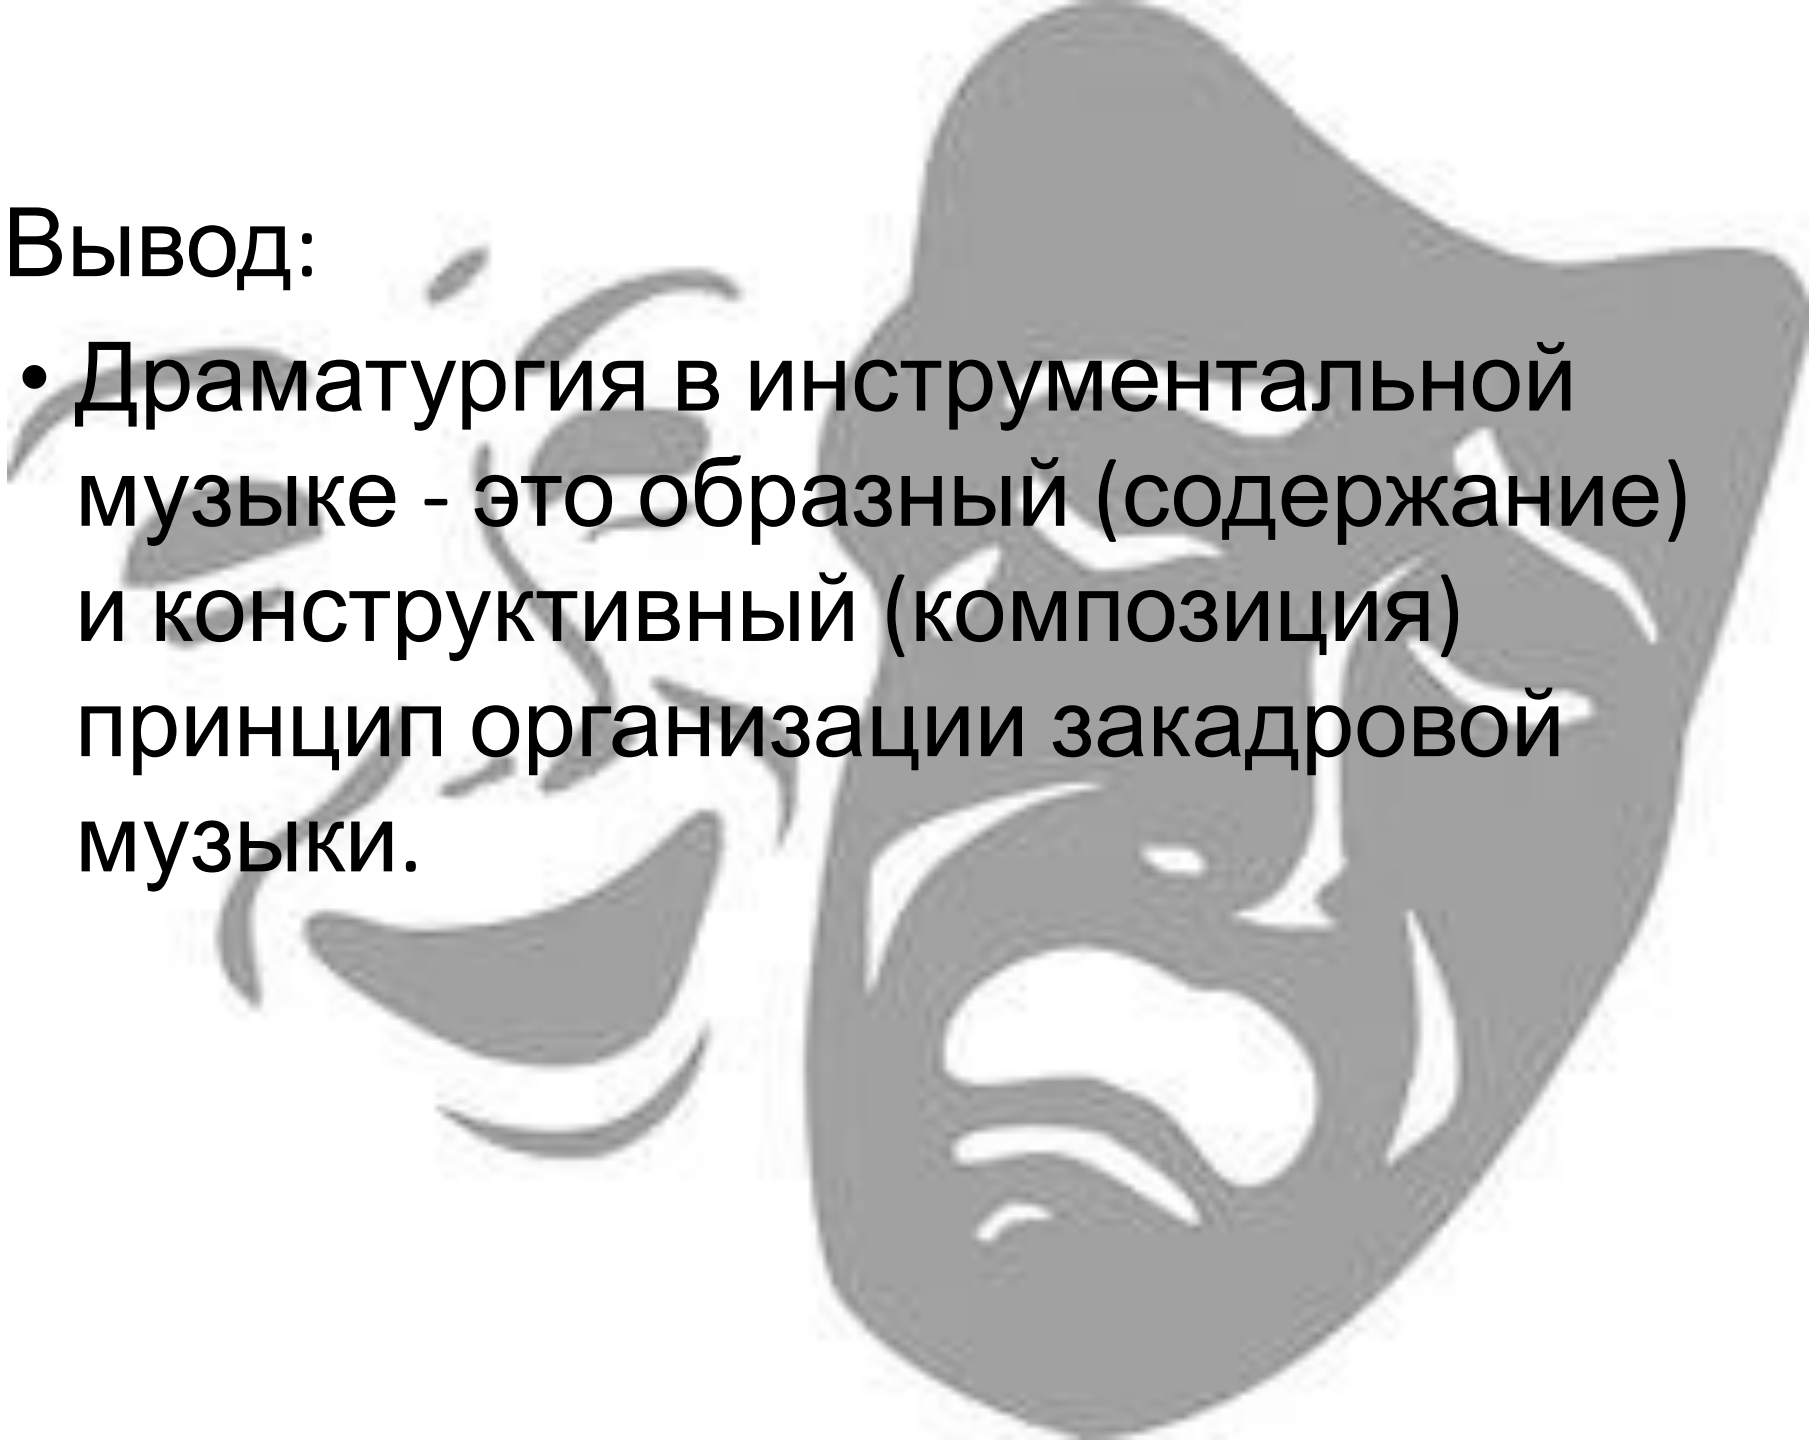 Вывод:
• Драматургия в инструментальной
музыке - это образный (содержание)
и конструктивный (композиция)
принцип организации закадровой
музыки.